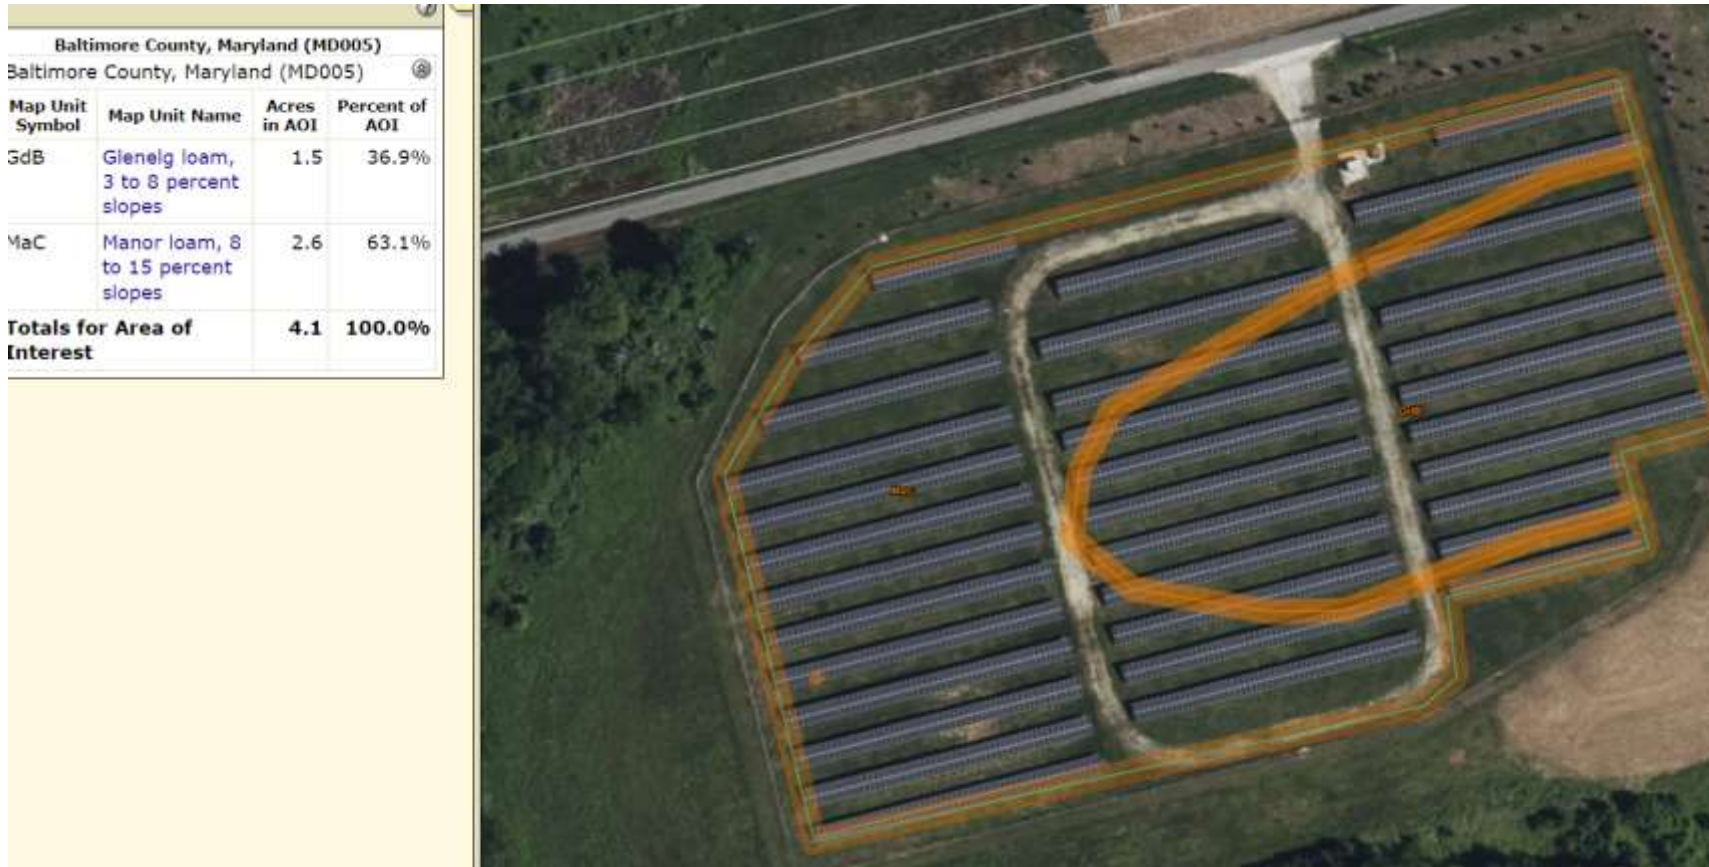 Baltimore County, Maryland (MD005)
Baltimore County, Maryland (MD005)
Map Unit Symbol
Map Unit Name
Acres in AOI
Percent of AOI
GdB
Glenelg loam, 3 to 8 percent slopes
1.5
36.9%
MaC
Manor loam, 8 to 15 percent slopes
2.6
63.1%
Totals for Area of Interest
4.1
100.0%
MaC
GdB